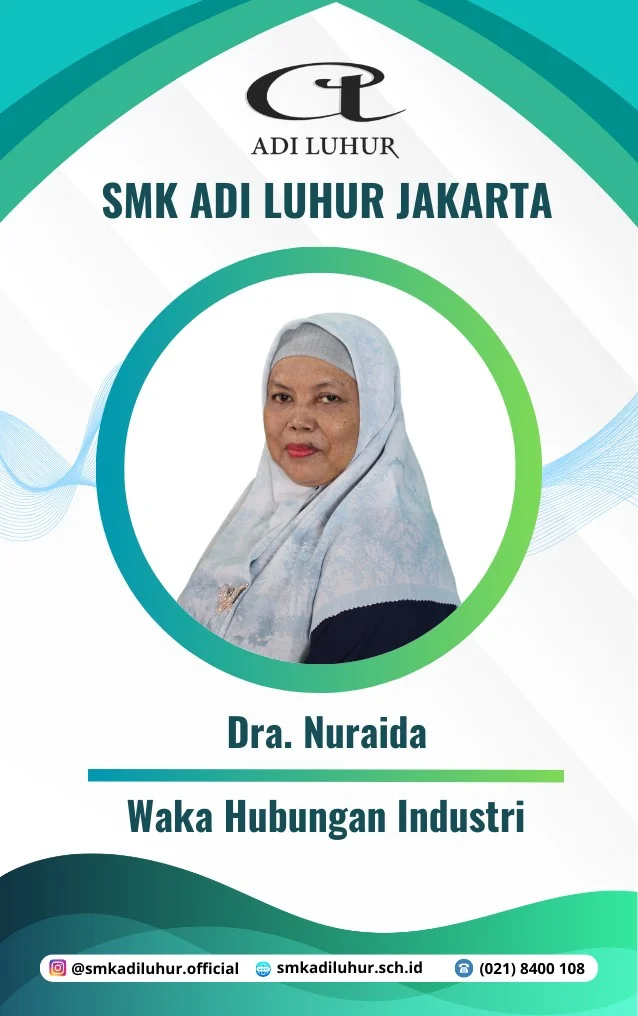 ADI LUHUR
SMK ADI LUHUR JAKARTA
Dra. Nuraida
Waka Hubungan Industri
@smkadiluhur.official smkadiluhur.sch.id (021) 8400 108